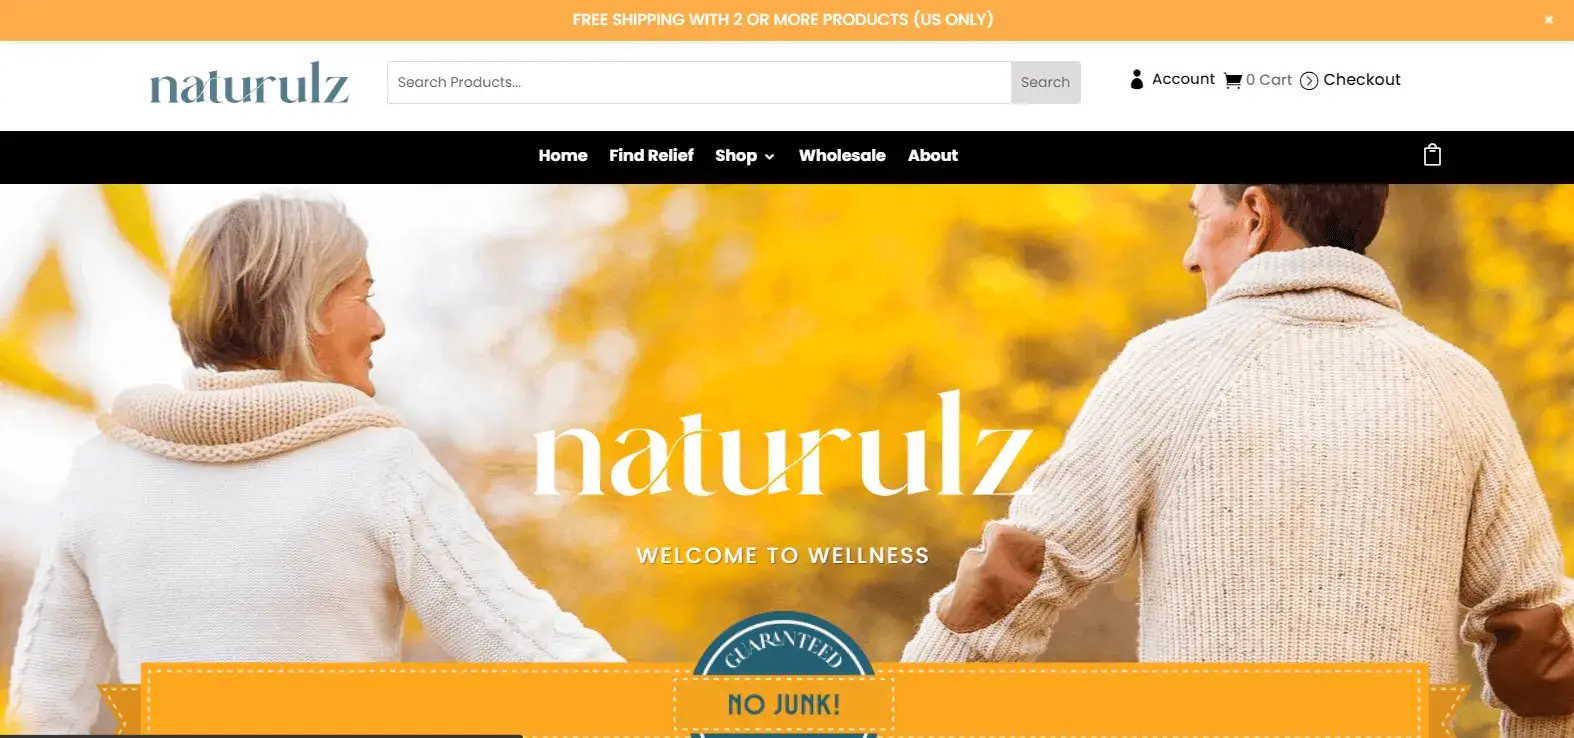 FREE SHIPPING WITH 2 OR MORE PRODUCTS (US ONLY)
naturulz
Search Products...
Search
Account
0 Cart
Checkout
Home
Find Relief
Shop
Wholesale
About
naturulz
WELCOME TO WELLNESS
GUARANTEED
NO JUNK!